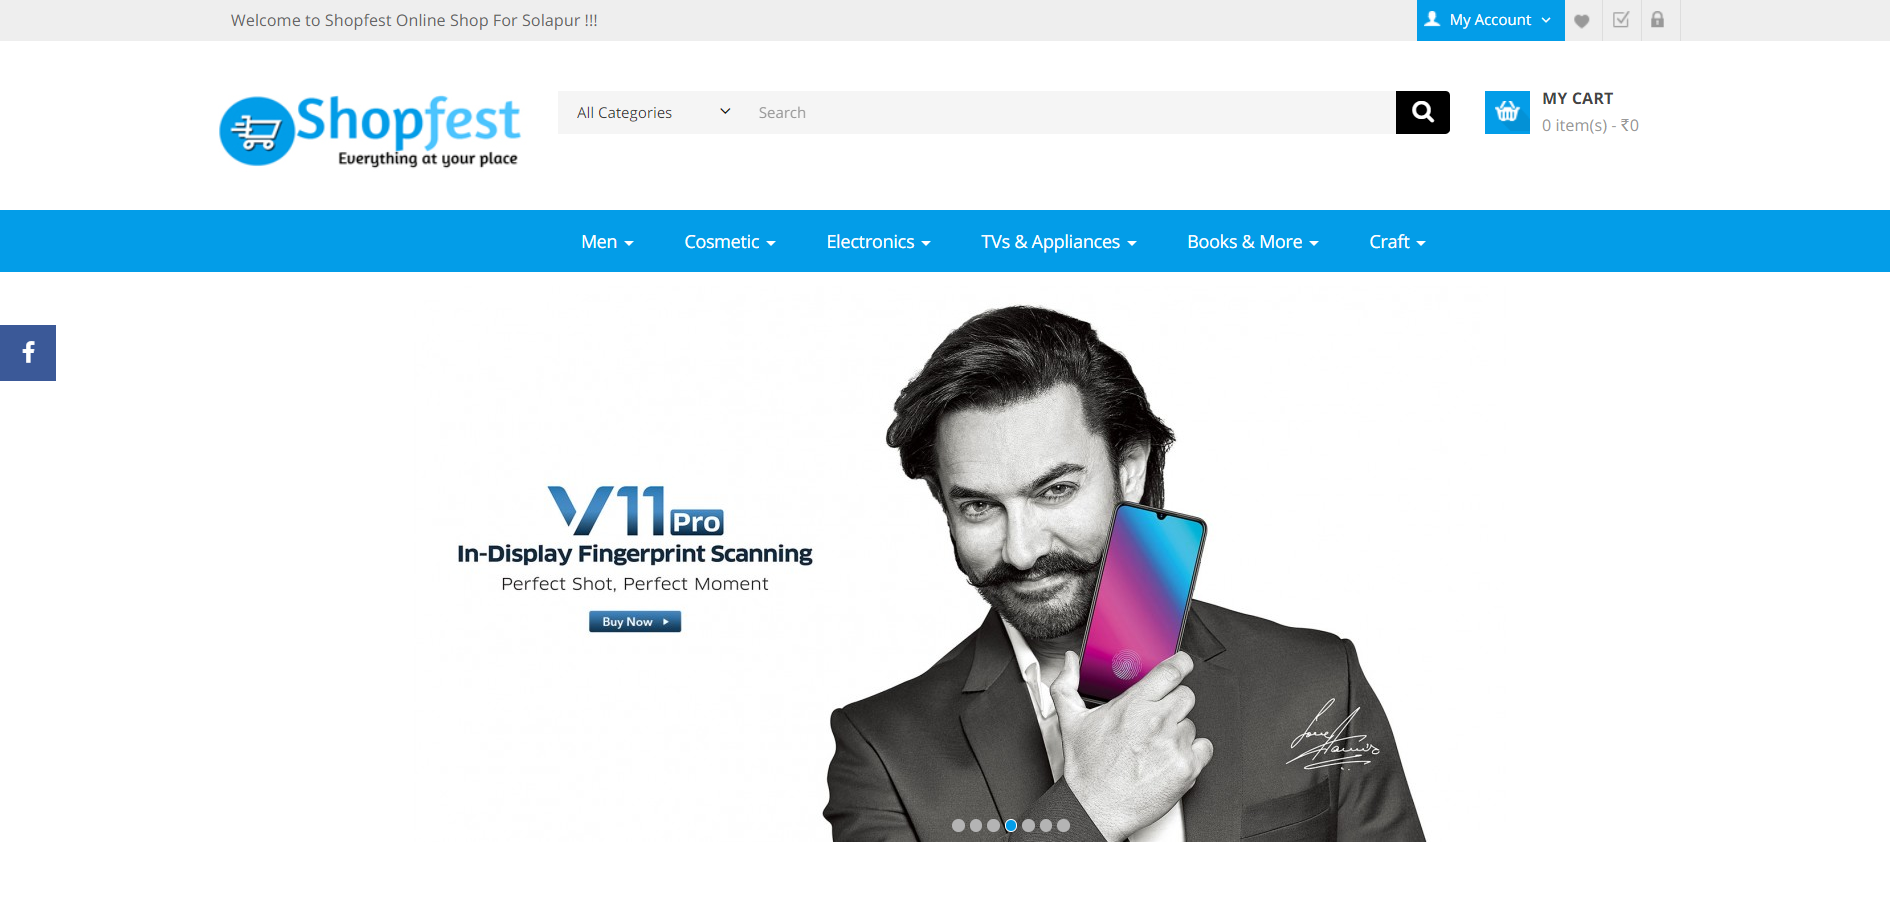 Welcome to Shopfest Online Shop For Solapur !!!
My Account
Shopfest
Everything at your place
All Categories
Search
MY CART
0 item(s) - ₹0
Men
Cosmetic
Electronics
TVs & Appliances
Books & More
Craft
f
V11 Pro
In-Display Fingerprint Scanning
Perfect Shot, Perfect Moment
Buy Now